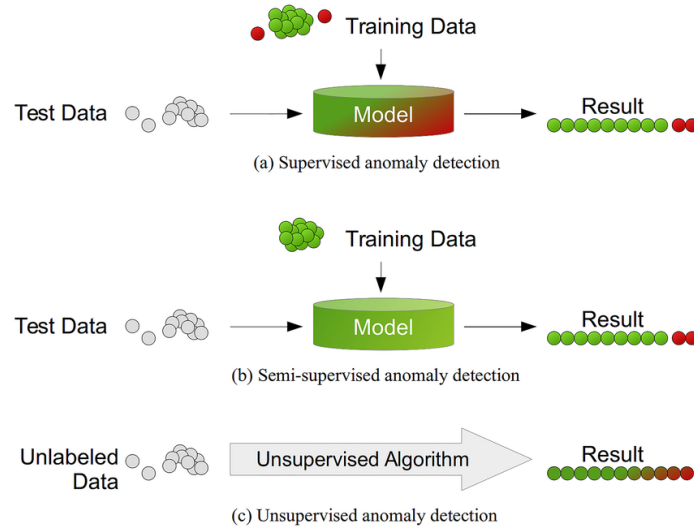 Training Data
Test Data
Model
Result
(a) Supervised anomaly detection
Training Data
Test Data
Model
Result
(b) Semi-supervised anomaly detection
Unlabeled
Data
Unsupervised Algorithm
Result
(c) Unsupervised anomaly detection